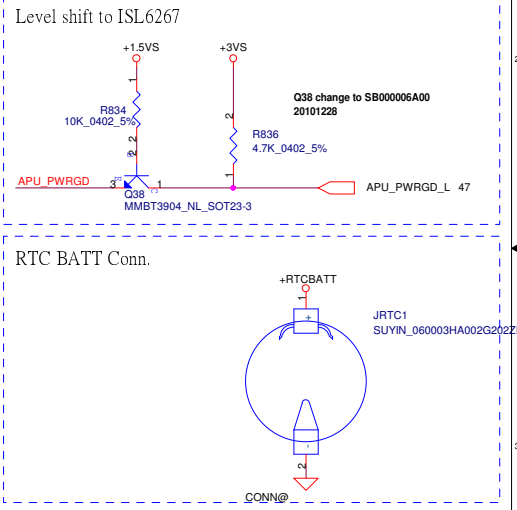 Level shift to ISL6267
+1.5VS
+3VS
1
R834
10K_0402_5%
2
Q38 change to SB000006A00
20101228
2
R836
4.7K_0402_5%
1
2
B
APU_PWRGD
3
E
1
C
Q38
MMBT3904_NL_SOT23-3
APU_PWRGD_L 47
RTC BATT Conn.
+RTCBATT
1
+
JRTC1
SUYIN_060003HA002G202Z
-
2
CONN@